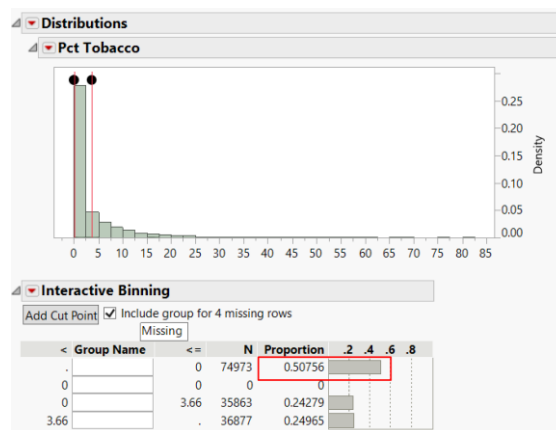 Distributions
Pct Tobacco
0.25
0.20
0.15
0.10
0.05
0.00
Density
0 5 10 15 20 25 30 35 40 45 50 55 60 65 70 75 80 85
Interactive Binning
Add Cut Point Include group for 4 missing rows
Missing
< Group Name <= N Proportion .2 .4 .6 .8
. 0 74973 0.50756
0 0 0 0
0 3.66 35863 0.24279
3.66 . 36877 0.24965